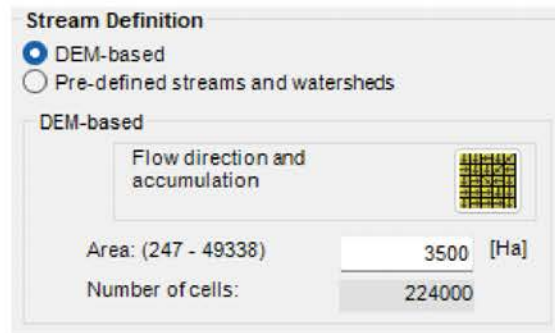 Stream Definition
DEM-based
Pre-defined streams and watersheds
DEM-based
Flow direction and
accumulation
Area: (247 - 49338) 3500 [Ha]
Number of cells: 224000